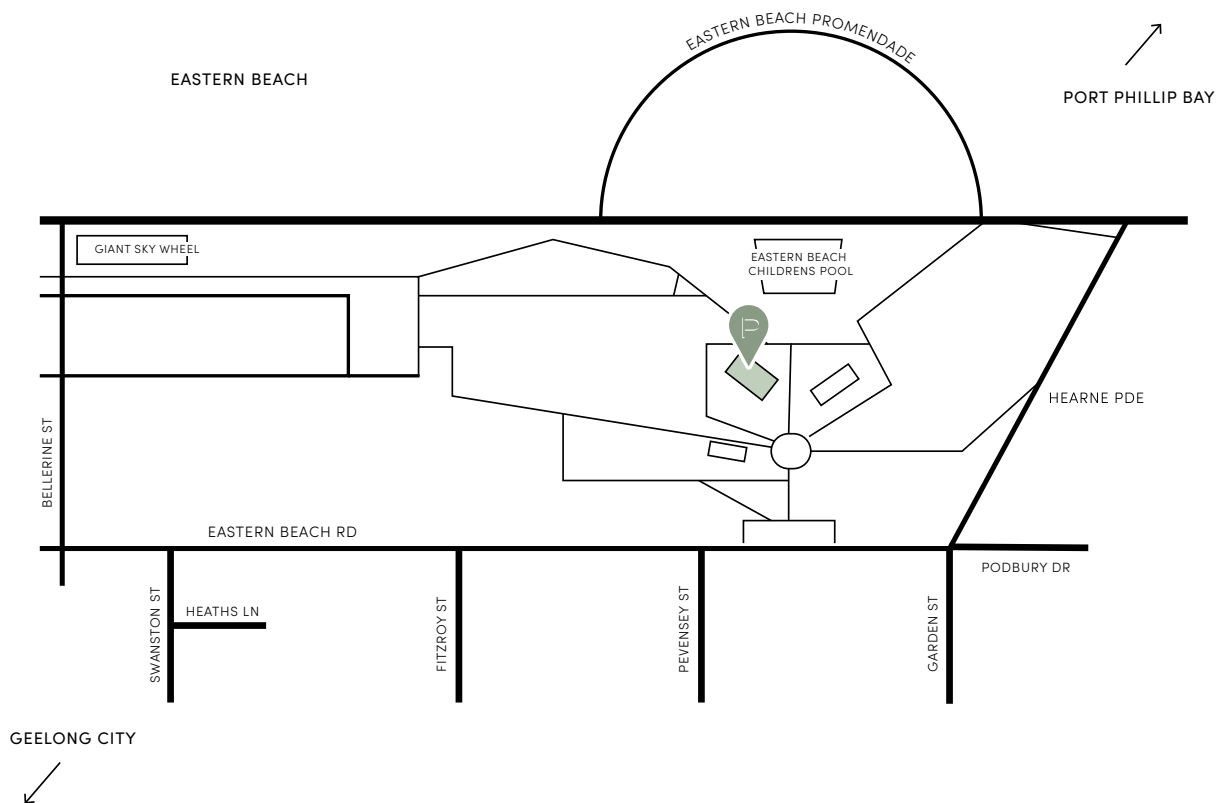 EASTERN BEACH PROMENDADE
EASTERN BEACH
PORT PHILLIP BAY
GIANT SKY WHEEL
EASTERN BEACH
CHILDRENS POOL
P
HEARNE PDE
BELLERINE ST
EASTERN BEACH RD
PODBURY DR
SWANSTON ST
HEATHS LN
FITZROY ST
PEVENSEY ST
GARDEN ST
GEELONG CITY